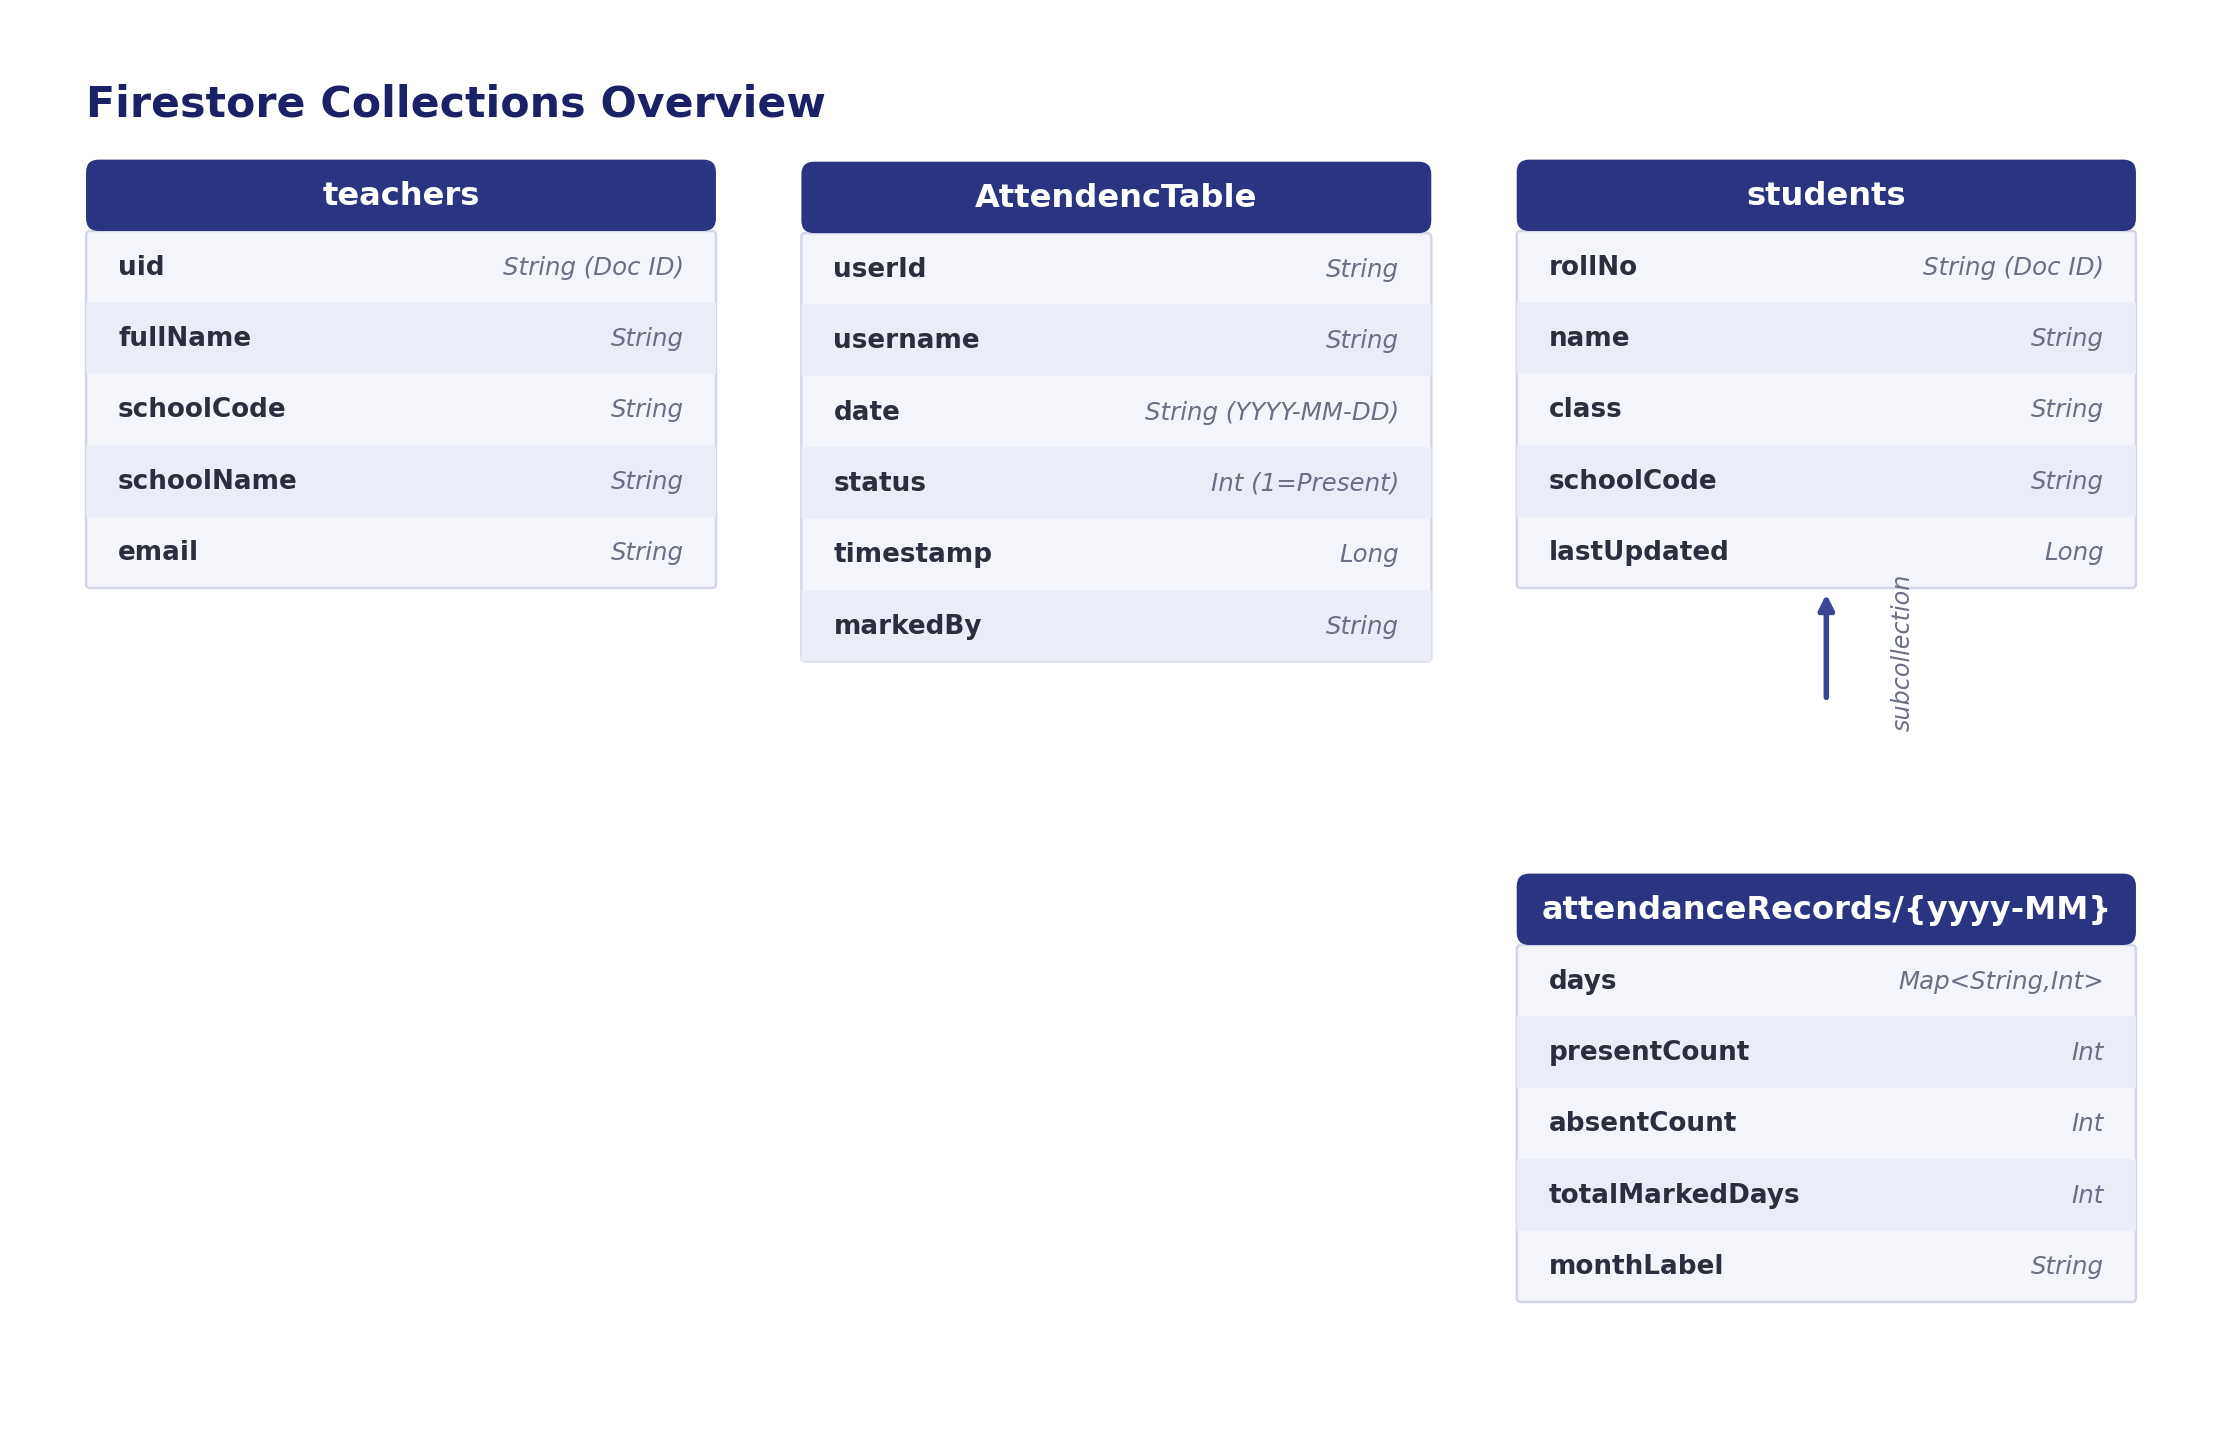 Firestore Collections Overview
teachers
uid String (Doc ID)
fullName String
schoolCode String
schoolName String
email String
AttendencTable
userId String
username String
date String (YYYY-MM-DD)
status Int (1=Present)
timestamp Long
markedBy String
students
rollNo String (Doc ID)
name String
class String
schoolCode String
lastUpdated Long
subcollection
attendanceRecords/{yyyy-MM}
days Map<String,Int>
presentCount Int
absentCount Int
totalMarkedDays Int
monthLabel String